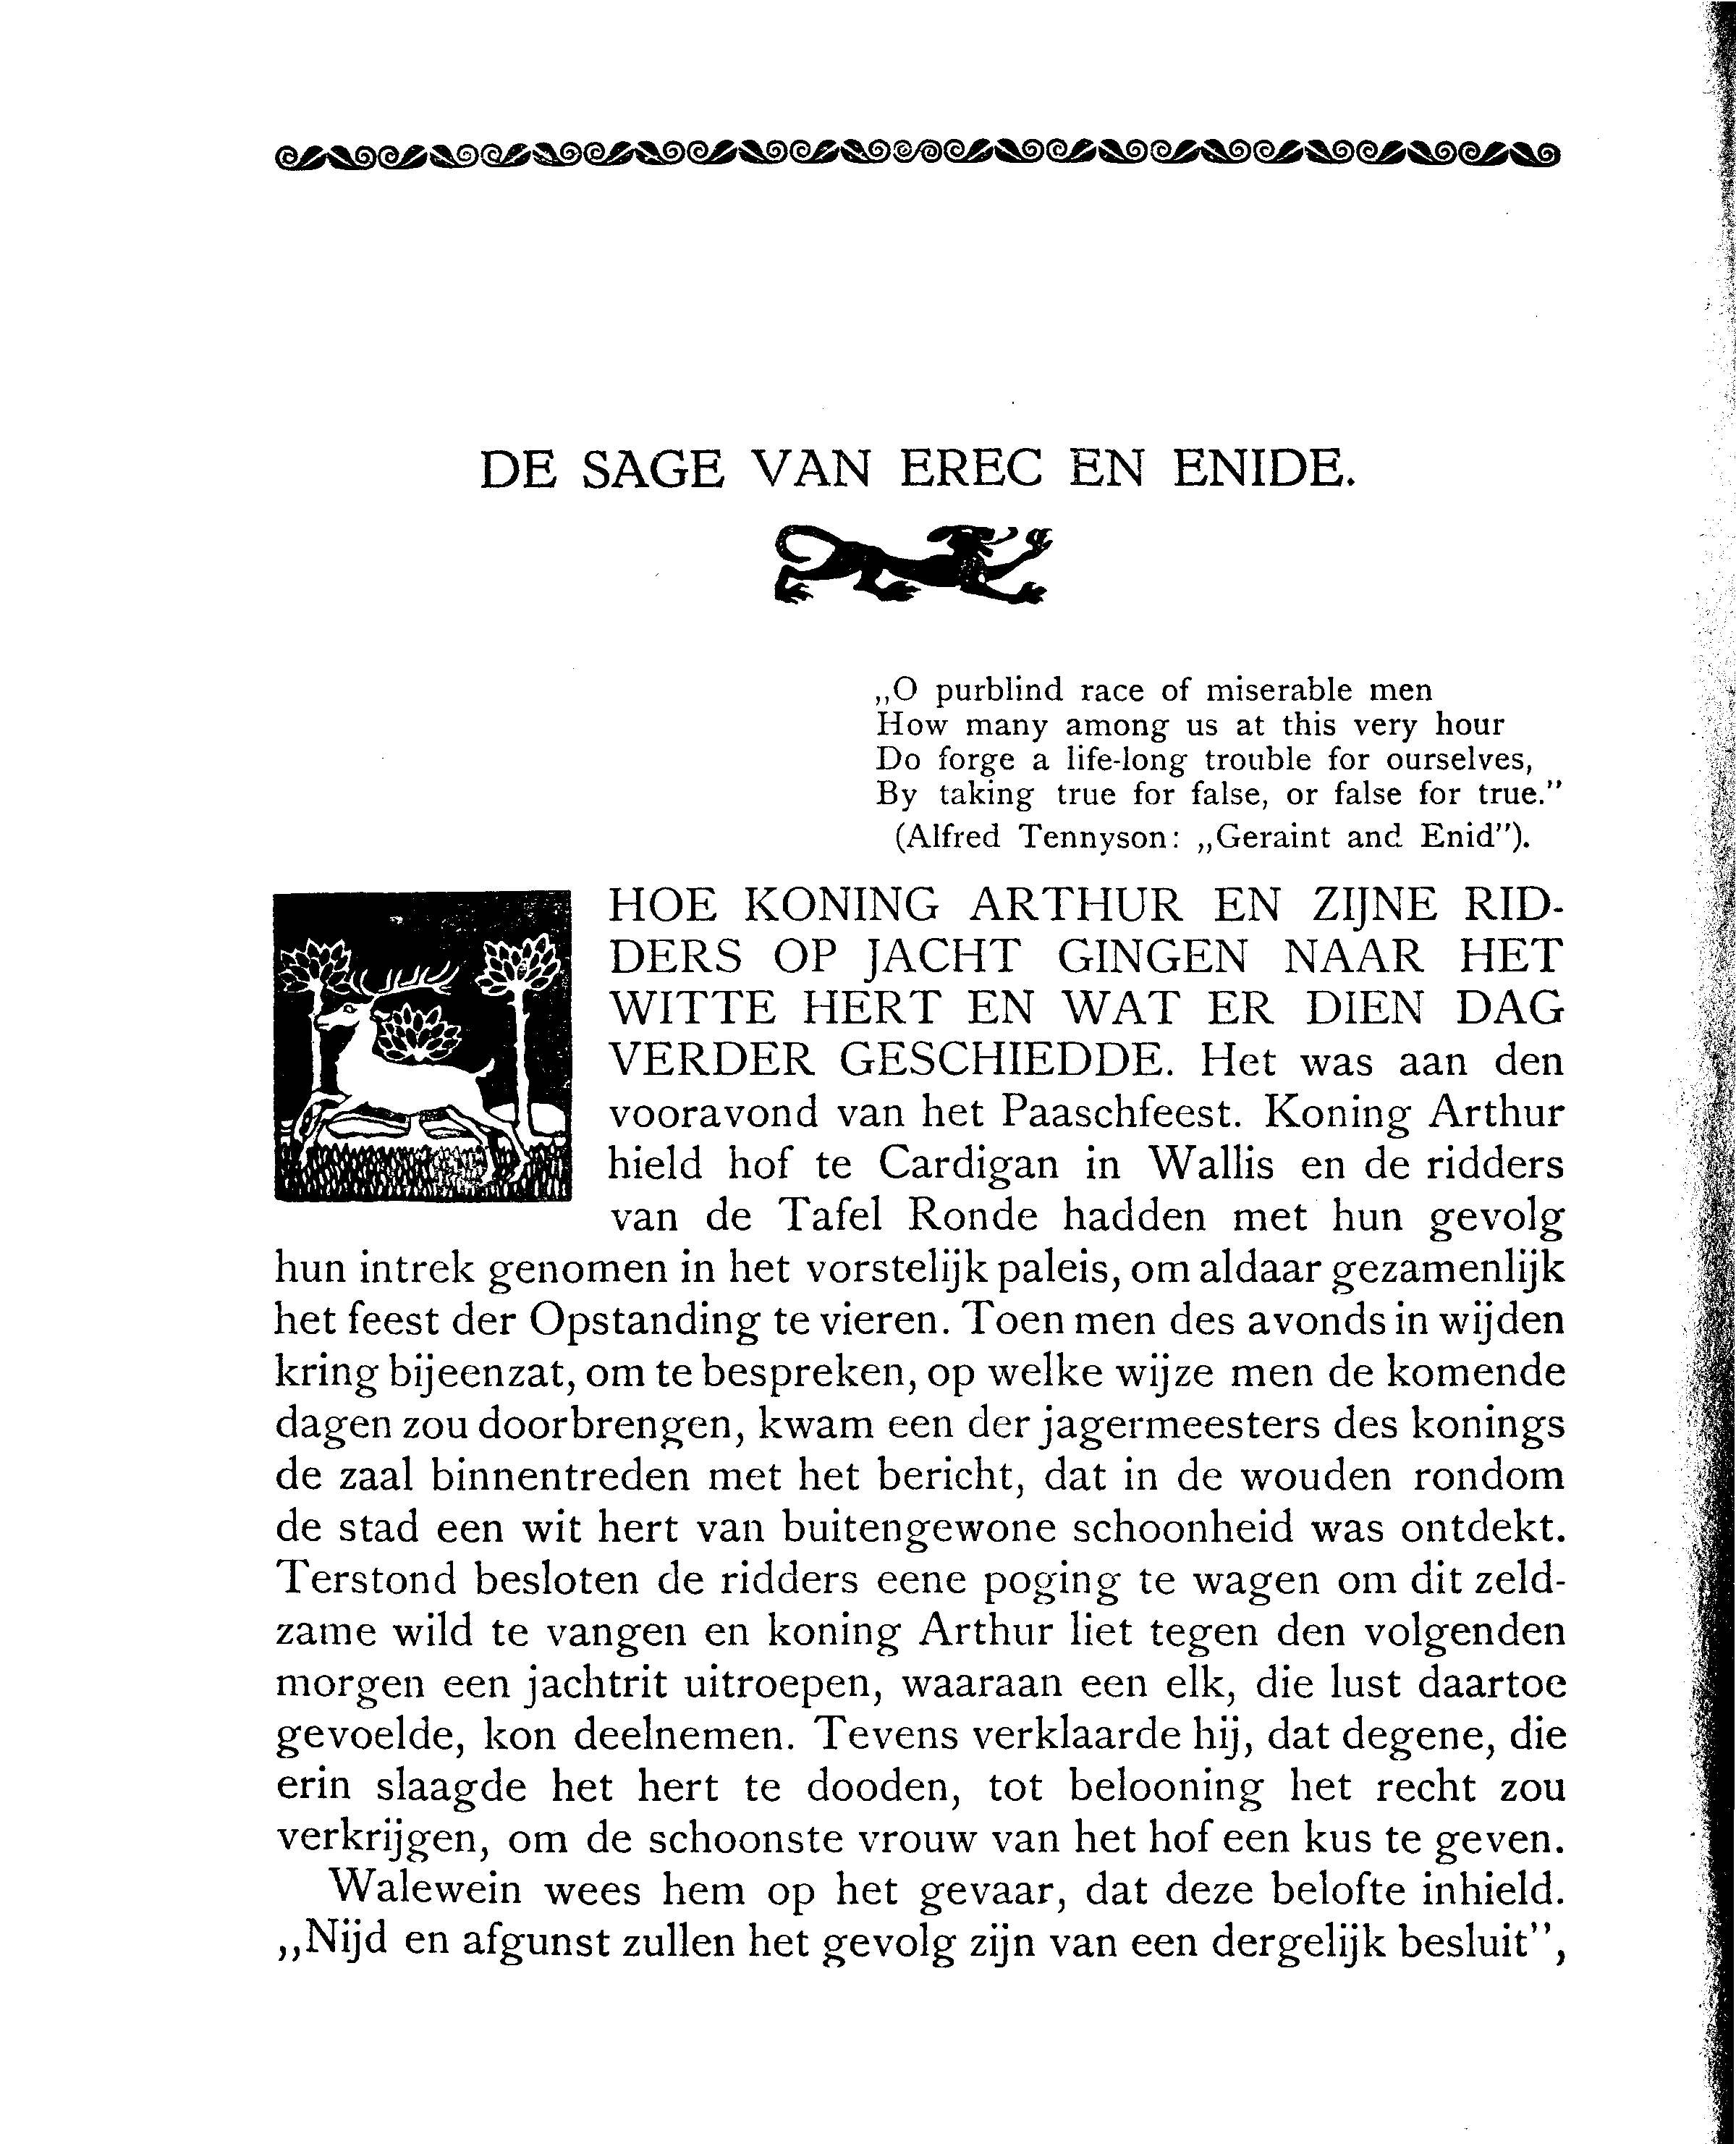 DE SAGE VAN EREC EN ENIDE.
„O purblind race of miserable men
How many among us at this very hour
Do forge a life-long trouble for ourselves,
By taking true for false, or false for true.”
(Alfred Tennyson: „Geraint and Enid”).
HOE KONING ARTHUR EN ZIJNE RID-
DERS OP JACHT GINGEN NAAR HET
WITTE HERT EN WAT ER DIEN DAG
VERDER GESCHIEDDE. Het was aan den
vooravond van het Paaschfeest. Koning Arthur
hield hof te Cardigan in Wallis en de ridders
van de Tafel Ronde hadden met hun gevolg
hun intrek genomen in het vorstelijk paleis, om aldaar gezamenlijk
het feest der Opstanding te vieren. Toen men des avonds in wijden
kring bijeenzat, om te bespreken, op welke wijze men de komende
dagen zou doorbrengen, kwam een der jagermeesters des konings
de zaal binnentreden met het bericht, dat in de wouden rondom
de stad een wit hert van buitengewone schoonheid was ontdekt.
Terstond besloten de ridders eene poging te wagen om dit zeld-
zame wild te vangen en koning Arthur liet tegen den volgenden
morgen een jachtrit uitroepen, waaraan een elk, die lust daartoe
gevoelde, kon deelnemen. Tevens verklaarde hij, dat degene, die
erin slaagde het hert te dooden, tot belooning het recht zou
verkrijgen, om de schoonste vrouw van het hof een kus te geven.
Walewein wees hem op het gevaar, dat deze belofte inhield.
„Nijd en afgunst zullen het gevolg zijn van een dergelijk besluit”,